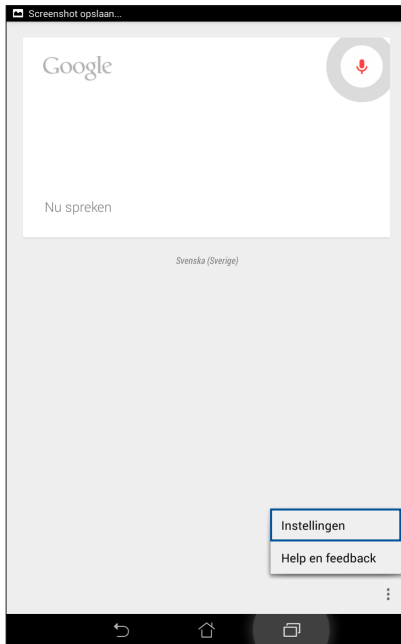 Screenshot opslaan...
Google
Nu spreken
Svenska (Sverige)
Instellingen
Help en feedback